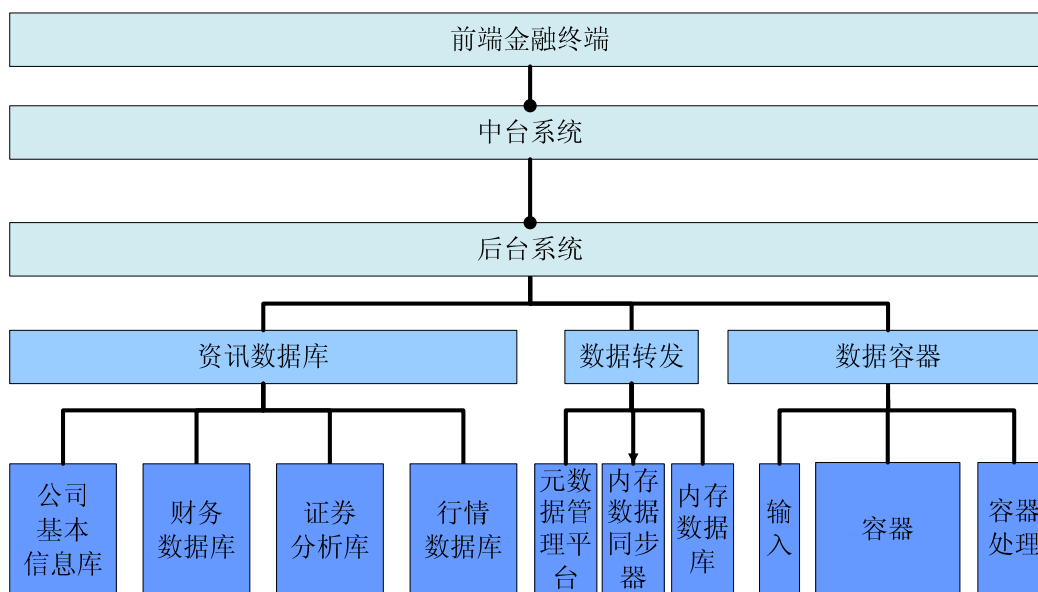 前端金融终端
中台系统
后台系统
资讯数据库
数据转发
数据容器
公司
基本
信息库
财务
数据库
证券
分析库
行情
数据库
元数
据管
理平
台
内存
数据
同步
器
内存
数据
库
输
入
容器
容器
处理